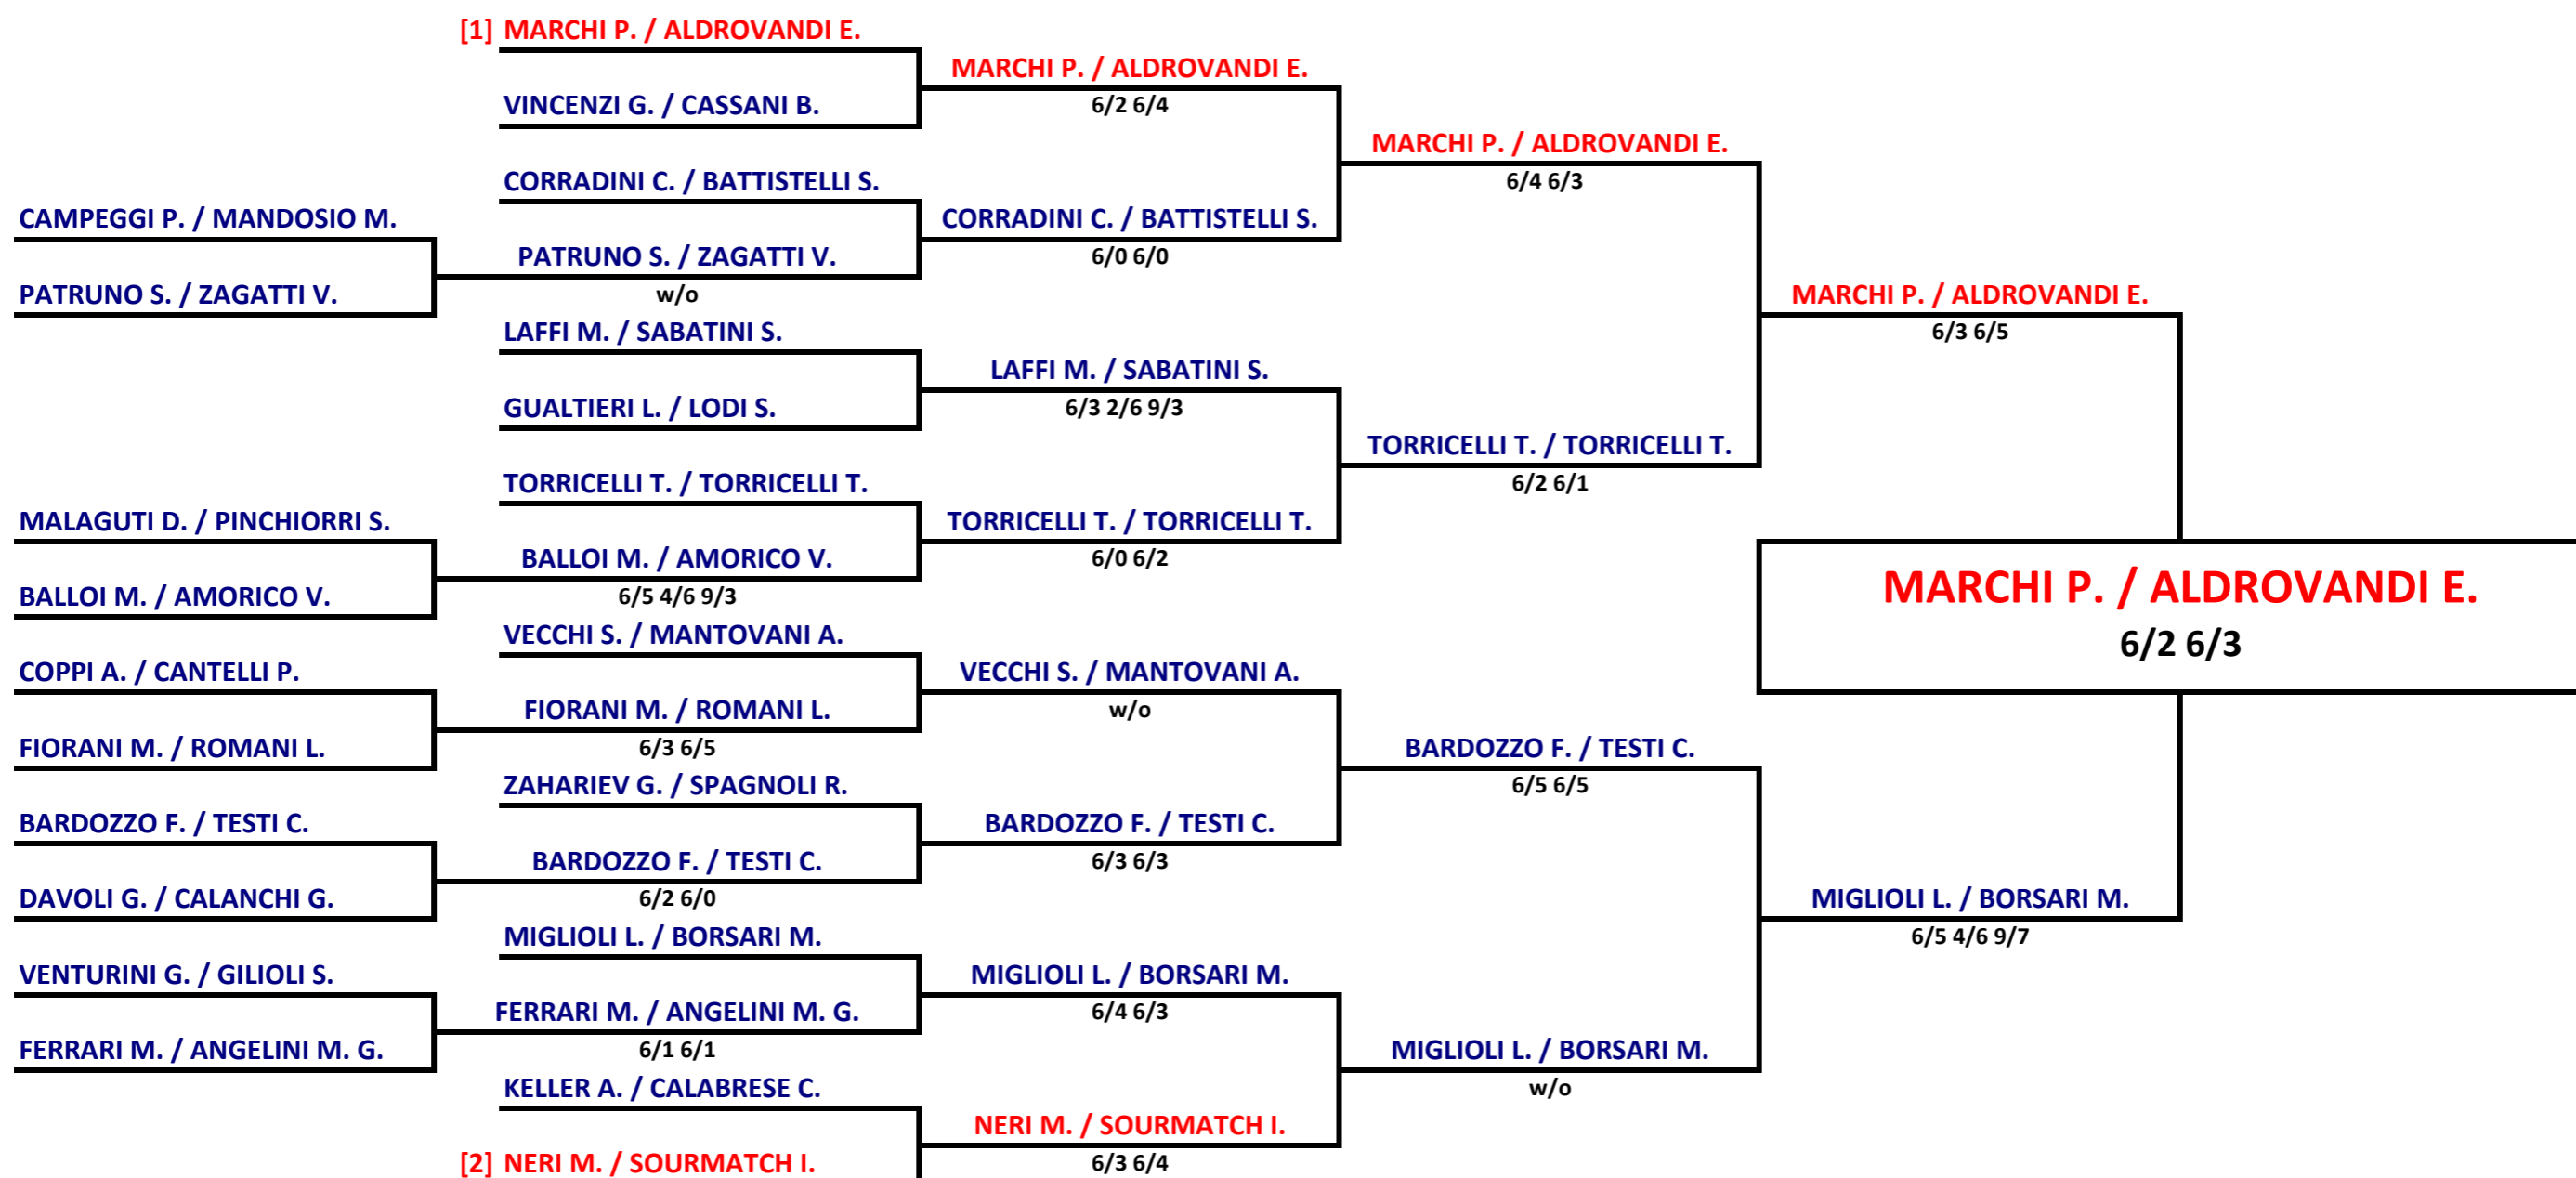 [1] MARCHI P. / ALDROVANDI E.
VINCENZI G. / CASSANI B.
MARCHI P. / ALDROVANDI E.
6/2 6/4
CORRADINI C. / BATTISTELLI S.
CAMPEGGI P. / MANDOSIO M.
PATRUNO S. / ZAGATTI V.
PATRUNO S. / ZAGATTI V.
w/o
CORRADINI C. / BATTISTELLI S.
6/0 6/0
MARCHI P. / ALDROVANDI E.
6/4 6/3
LAFFI M. / SABATINI S.
GUALTIERI L. / LODI S.
LAFFI M. / SABATINI S.
6/3 2/6 9/3
TORRICELLI T. / TORRICELLI T.
MALAGUTI D. / PINCHIORRI S.
BALLOI M. / AMORICO V.
BALLOI M. / AMORICO V.
6/5 4/6 9/3
TORRICELLI T. / TORRICELLI T.
6/0 6/2
TORRICELLI T. / TORRICELLI T.
6/2 6/1
MARCHI P. / ALDROVANDI E.
6/3 6/5
VECCHI S. / MANTOVANI A.
COPPI A. / CANTELLI P.
FIORANI M. / ROMANI L.
FIORANI M. / ROMANI L.
6/3 6/5
VECCHI S. / MANTOVANI A.
w/o
ZAHARIEV G. / SPAGNOLI R.
BARDOZZO F. / TESTI C.
DAVOLI G. / CALANCHI G.
BARDOZZO F. / TESTI C.
6/2 6/0
BARDOZZO F. / TESTI C.
6/3 6/3
BARDOZZO F. / TESTI C.
6/5 6/5
MIGLIOLI L. / BORSARI M.
VENTURINI G. / GILIOLI S.
FERRARI M. / ANGELINI M. G.
FERRARI M. / ANGELINI M. G.
6/1 6/1
MIGLIOLI L. / BORSARI M.
6/4 6/3
KELLER A. / CALABRESE C.
[2] NERI M. / SOURMATCH I.
NERI M. / SOURMATCH I.
6/3 6/4
MIGLIOLI L. / BORSARI M.
w/o
MIGLIOLI L. / BORSARI M.
6/5 4/6 9/7
MARCHI P. / ALDROVANDI E.
6/2 6/3